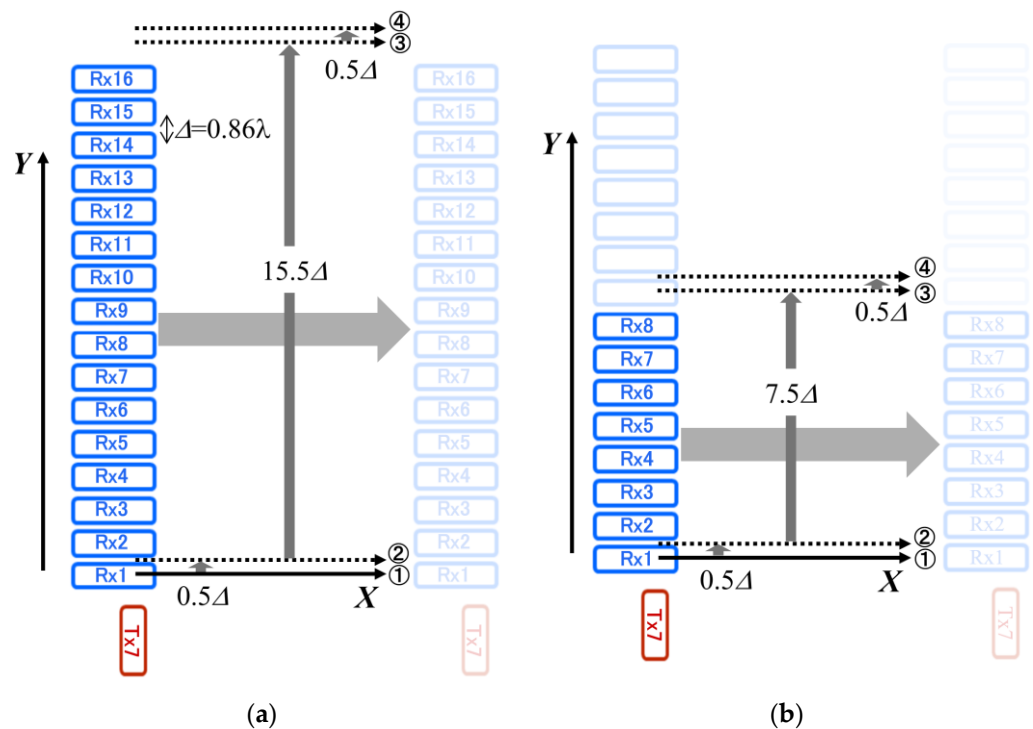 ④
③
0.5Δ
Rx16
Rx15
Δ=0.86λ
Rx14
Rx13
Rx12
Rx11
Rx10
Rx9
Rx8
Rx7
Rx6
Rx5
Rx4
Rx3
Rx2
Rx1
Y
15.5Δ
②
①
0.5Δ
X
Tx7
Rx16
Rx15
Rx14
Rx13
Rx12
Rx11
Rx10
Rx9
Rx8
Rx7
Rx6
Rx5
Rx4
Rx3
Rx2
Rx1
Tx7
(a)
Y
④
③
0.5Δ
Rx8
Rx7
Rx6
Rx5
Rx4
Rx3
Rx2
Rx1
7.5Δ
②
①
0.5Δ
X
Tx7
Rx8
Rx7
Rx6
Rx5
Rx4
Rx3
Rx2
Rx1
Tx7
(b)